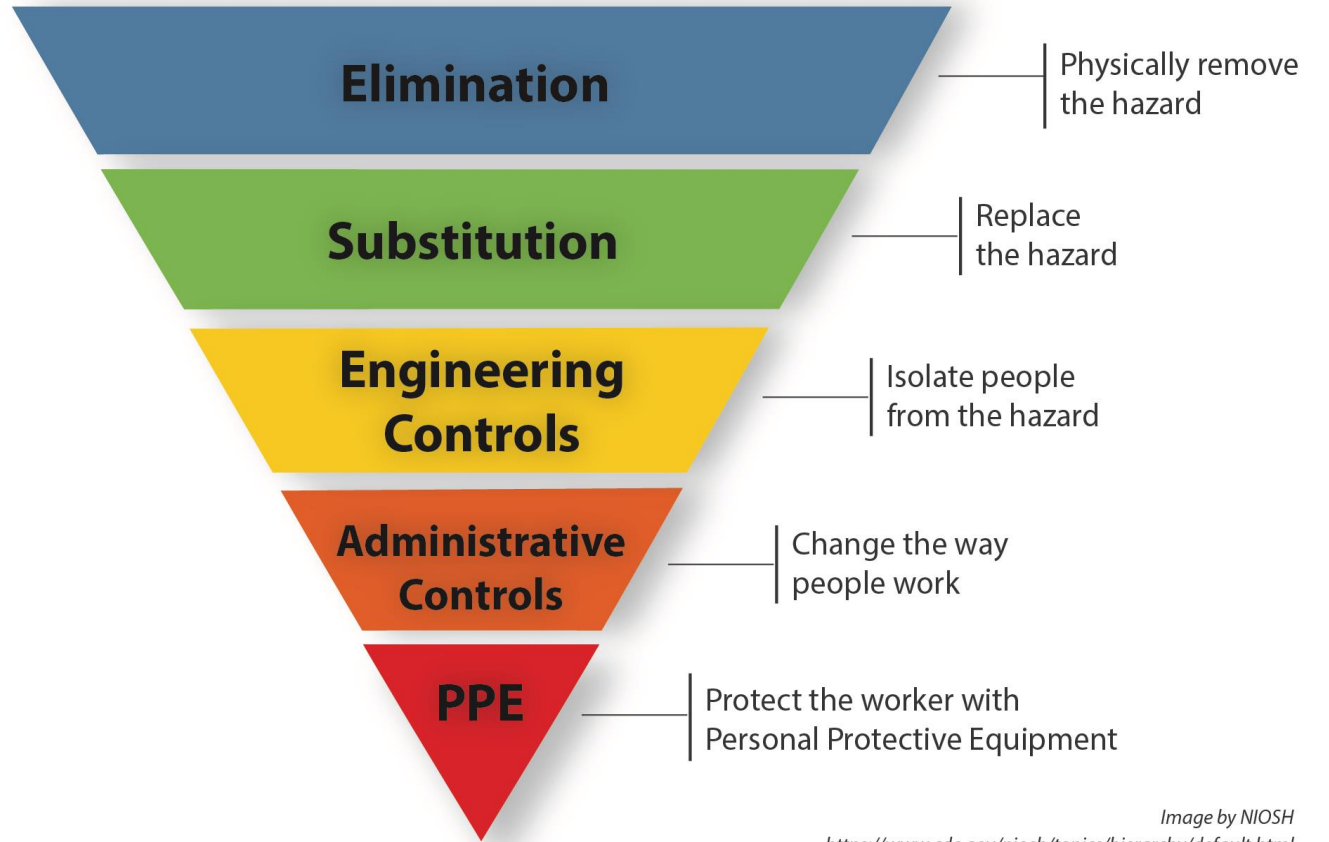 Elimination
Physically remove
the hazard
Substitution
Replace
the hazard
Engineering
Controls
Isolate people
from the hazard
Administrative
Controls
Change the way
people work
PPE
Protect the worker with
Personal Protective Equipment
Image by NIOSH